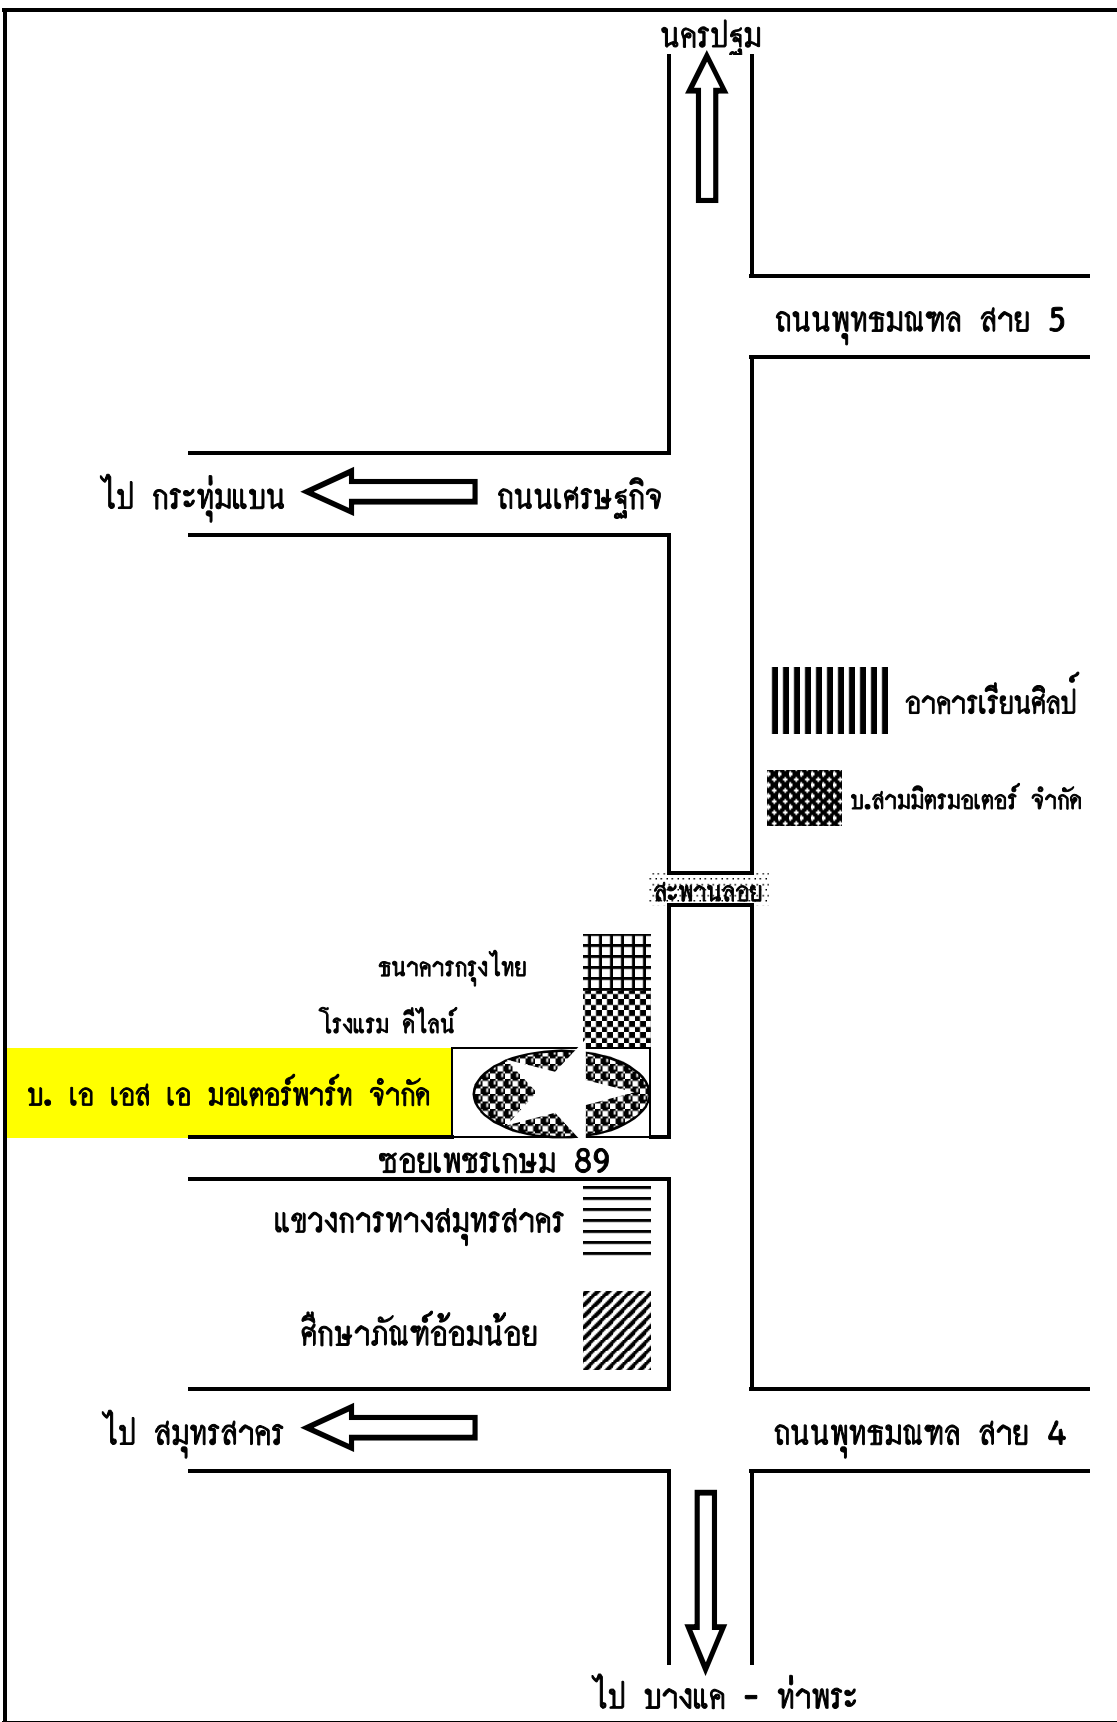 นครปฐม
ถนนพุทธมณฑล สาย 5
ไป กระทุ่มแบน
ถนนเศรษฐกิจ
อาคารเรียนศิลป์
บ.สามมิตรมอเตอร์ จำกัด
สะพานลอย
ธนาคารกรุงไทย
โรงแรม ดีไลน์
บ. เอ เอส เอ มอเตอร์พาร์ท จำกัด
ซอยเพชรเกษม 89
แขวงการทางสมุทรสาคร
ศึกษาภัณฑ์อ้อมน้อย
ไป สมุทรสาคร
ถนนพุทธมณฑล สาย 4
ไป บางแค - ท่าพระ